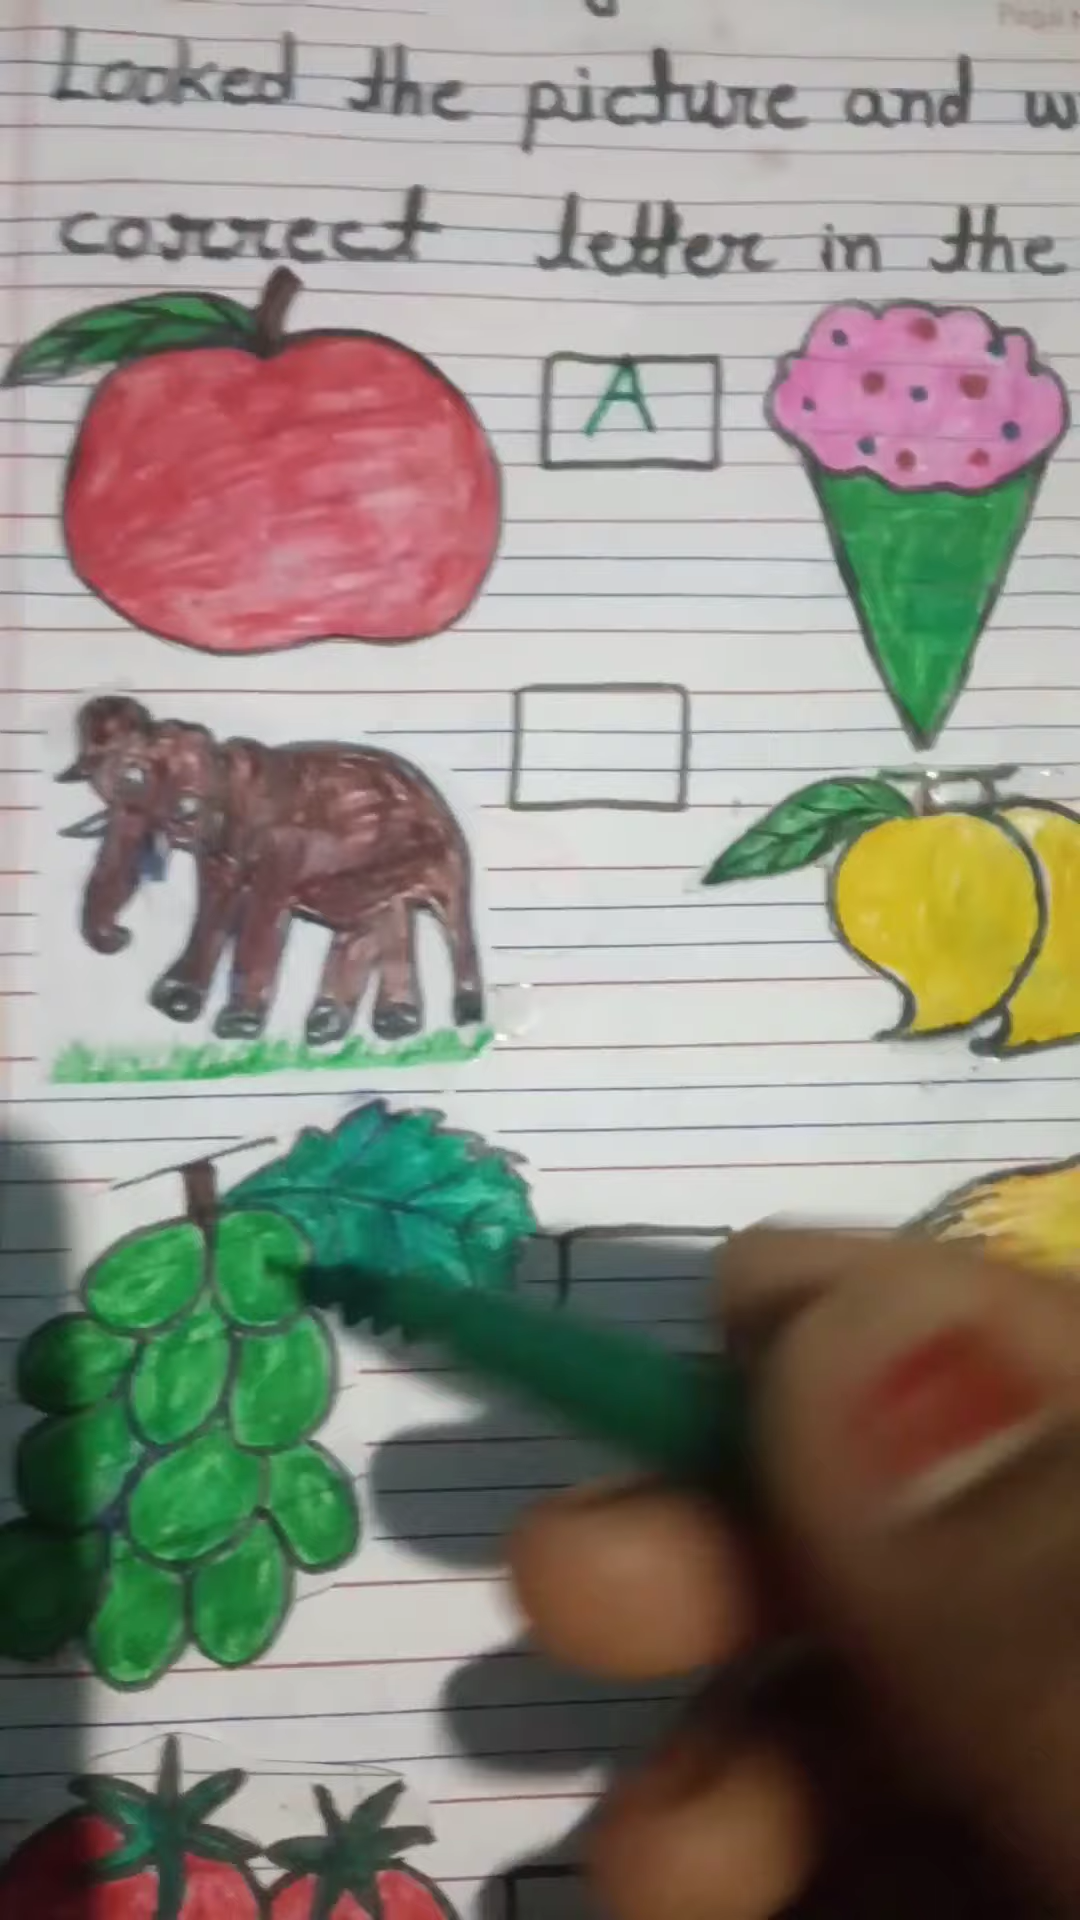 Looked the picture and
correct letter in the
A